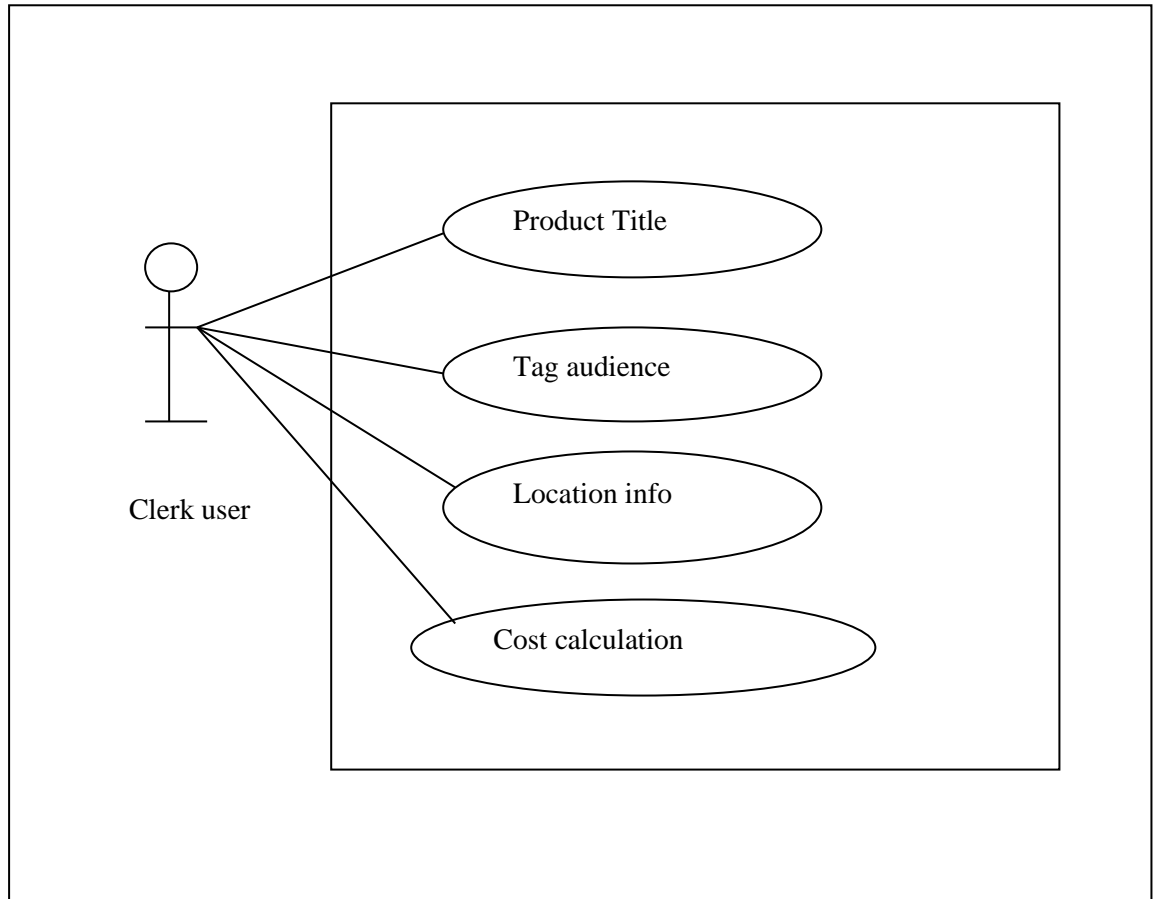 Product Title
Tag audience
Location info
Clerk user
Cost calculation